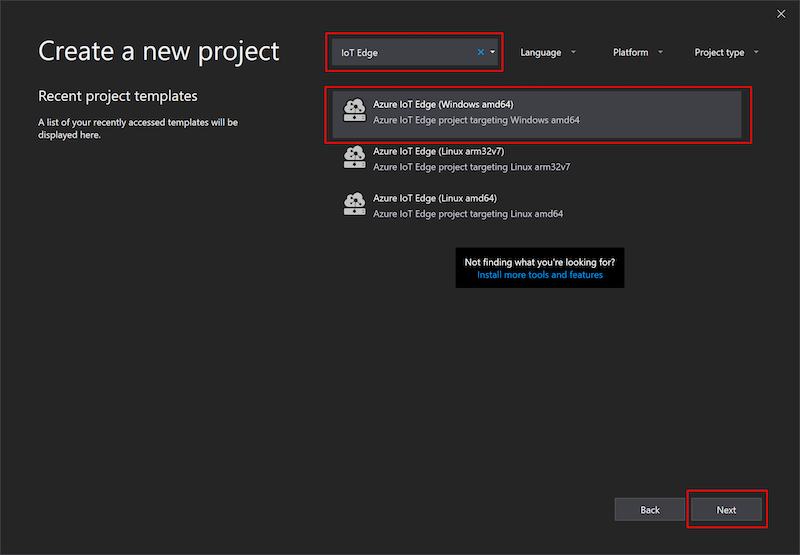 Create a new project
IoT Edge
Language
Platform
Project type
Recent project templates
A list of your recently accessed templates will be
displayed here.
Azure IoT Edge (Windows amd64)
Azure IoT Edge project targeting Windows amd64
Azure IoT Edge (Linux arm32v7)
Azure IoT Edge project targeting Linux arm32v7
Azure IoT Edge (Linux amd64)
Azure IoT Edge project targeting Linux amd64
Not finding what you're looking for?
Install more tools and features
Back
Next